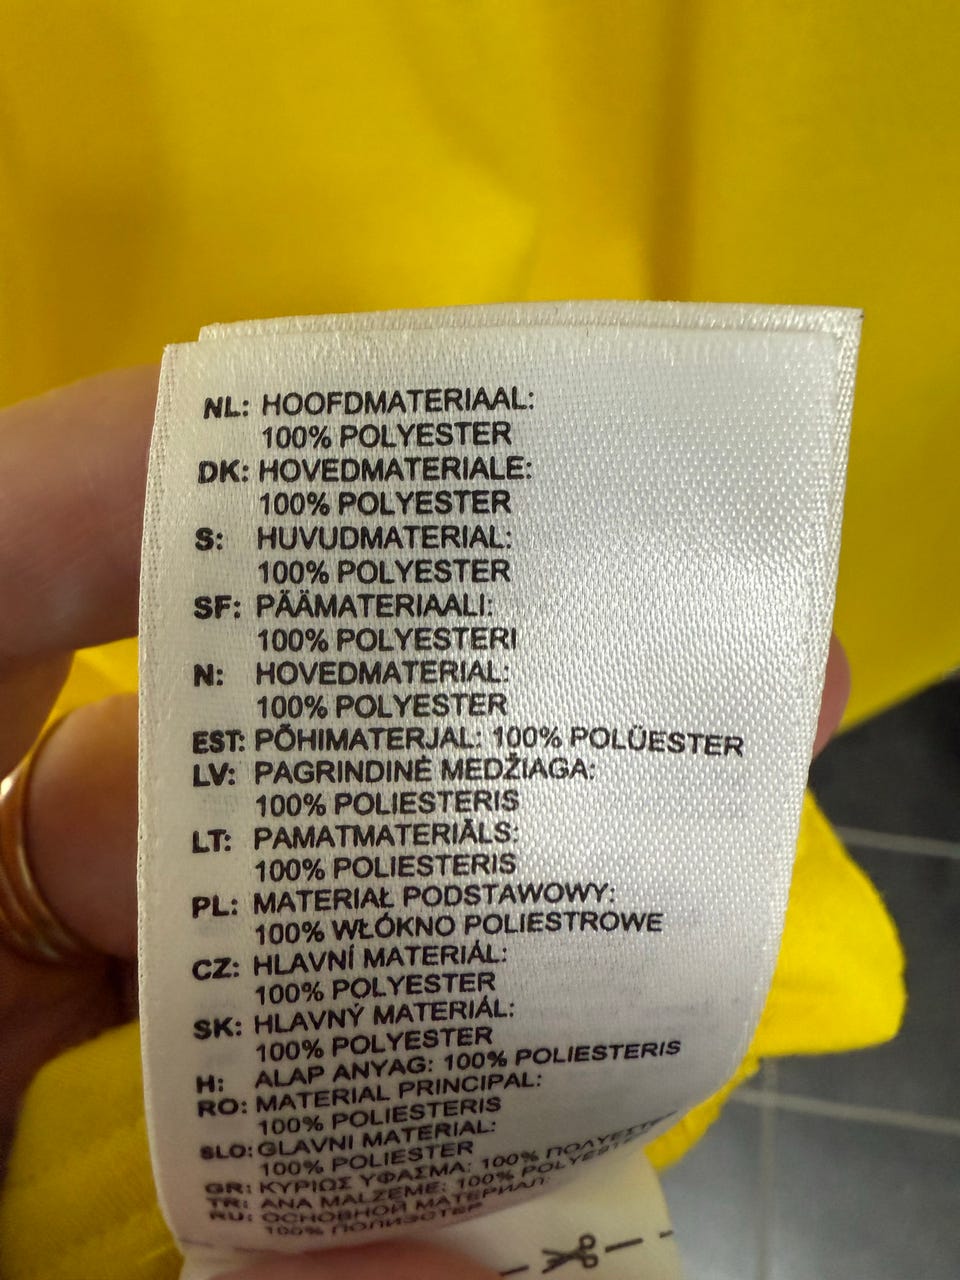 NL: HOOFDMATERIAAL:
100% POLYESTER
DK: HOVEDMATERIALE:
100% POLYESTER
S: HUVUDMATERIAL:
100% POLYESTER
SF: PÄÄMATERIAALI:
100% POLYESTERI
N: HOVEDMATERIAL:
100% POLYESTER
EST: PÕHIMATERJAL: 100% POLÜESTER
LV: PAGRINDINĖ MEDŽIAGA:
100% POLIESTERIS
LT: PAMATMATERIĀLS:
100% POLIESTERIS
PL: MATERIAŁ PODSTAWOWY:
100% WŁÓKNO POLIESTROWE
CZ: HLAVNÍ MATERIÁL:
100% POLYESTER
SK: HLAVNÝ MATERIÁL:
100% POLYESTER
H: ALAP ANYAG: 100% POLIESTERIS
RO: MATERIAL PRINCIPAL:
100% POLIESTERIS
SLO: GLAVNI MATERIAL:
100% POLIESTER
GR: ΚΥΡΙΟΣ ΥΦΑΣΜΑ: 100%
TR: ANA MALZEME: 100%
RU: ОСНОВНОЙ МАТЕРИАЛ:
100% ПОЛИЭСТЕР